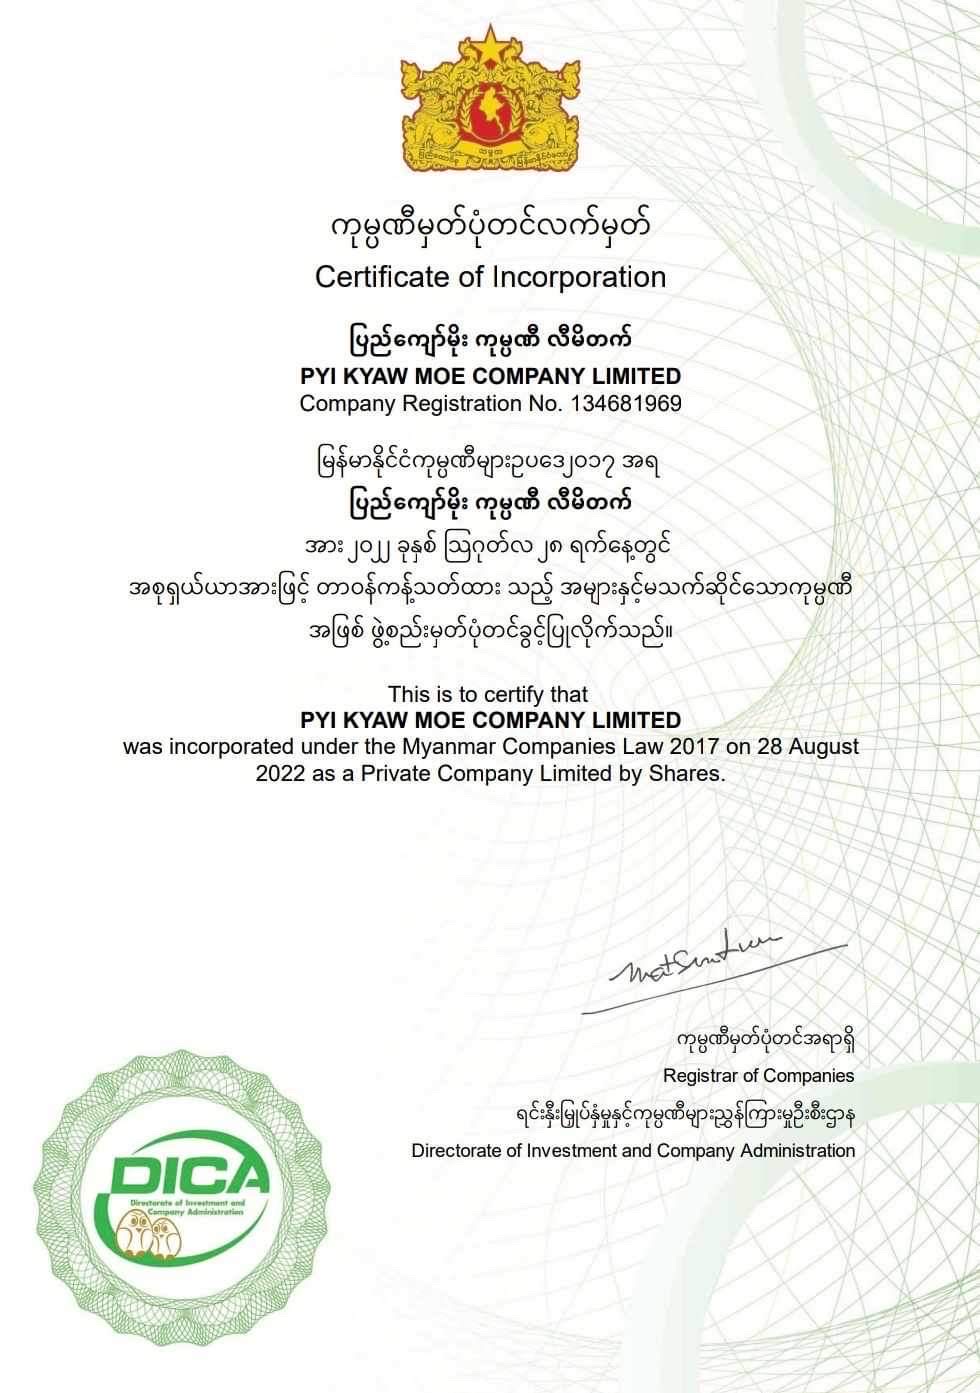 ကုမ္ပဏီမှတ်ပုံတင်လက်မှတ်
Certificate of Incorporation
ပြည်ကျော်မိုး ကုမ္ပဏီ လီမိတက်
PYI KYAW MOE COMPANY LIMITED
Company Registration No. 134681969
မြန်မာနိုင်ငံကုမ္ပဏီများဥပဒေ၂၀၁၇ အရ
ပြည်ကျော်မိုး ကုမ္ပဏီ လီမိတက်
အား ၂၀၂၂ ခုနှစ် ဩဂုတ်လ ၂၈ ရက်နေ့တွင်
အစုရှယ်ယာအားဖြင့် တာဝန်ကန့်သတ်ထား သည့် အများနှင့်မသက်ဆိုင်သောကုမ္ပဏီ
အဖြစ် ဖွဲ့စည်းမှတ်ပုံတင်ခွင့်ပြုလိုက်သည်။
This is to certify that
PYI KYAW MOE COMPANY LIMITED
was incorporated under the Myanmar Companies Law 2017 on 28 August
2022 as a Private Company Limited by Shares.
ကုမ္ပဏီမှတ်ပုံတင်အရာရှိ
Registrar of Companies
ရင်းနှီးမြှုပ်နှံမှုနှင့်ကုမ္ပဏီများညွှန်ကြားမှုဦးစီးဌာန
Directorate of Investment and Company Administration
DICA
Directorate of Investment and
Company Administration